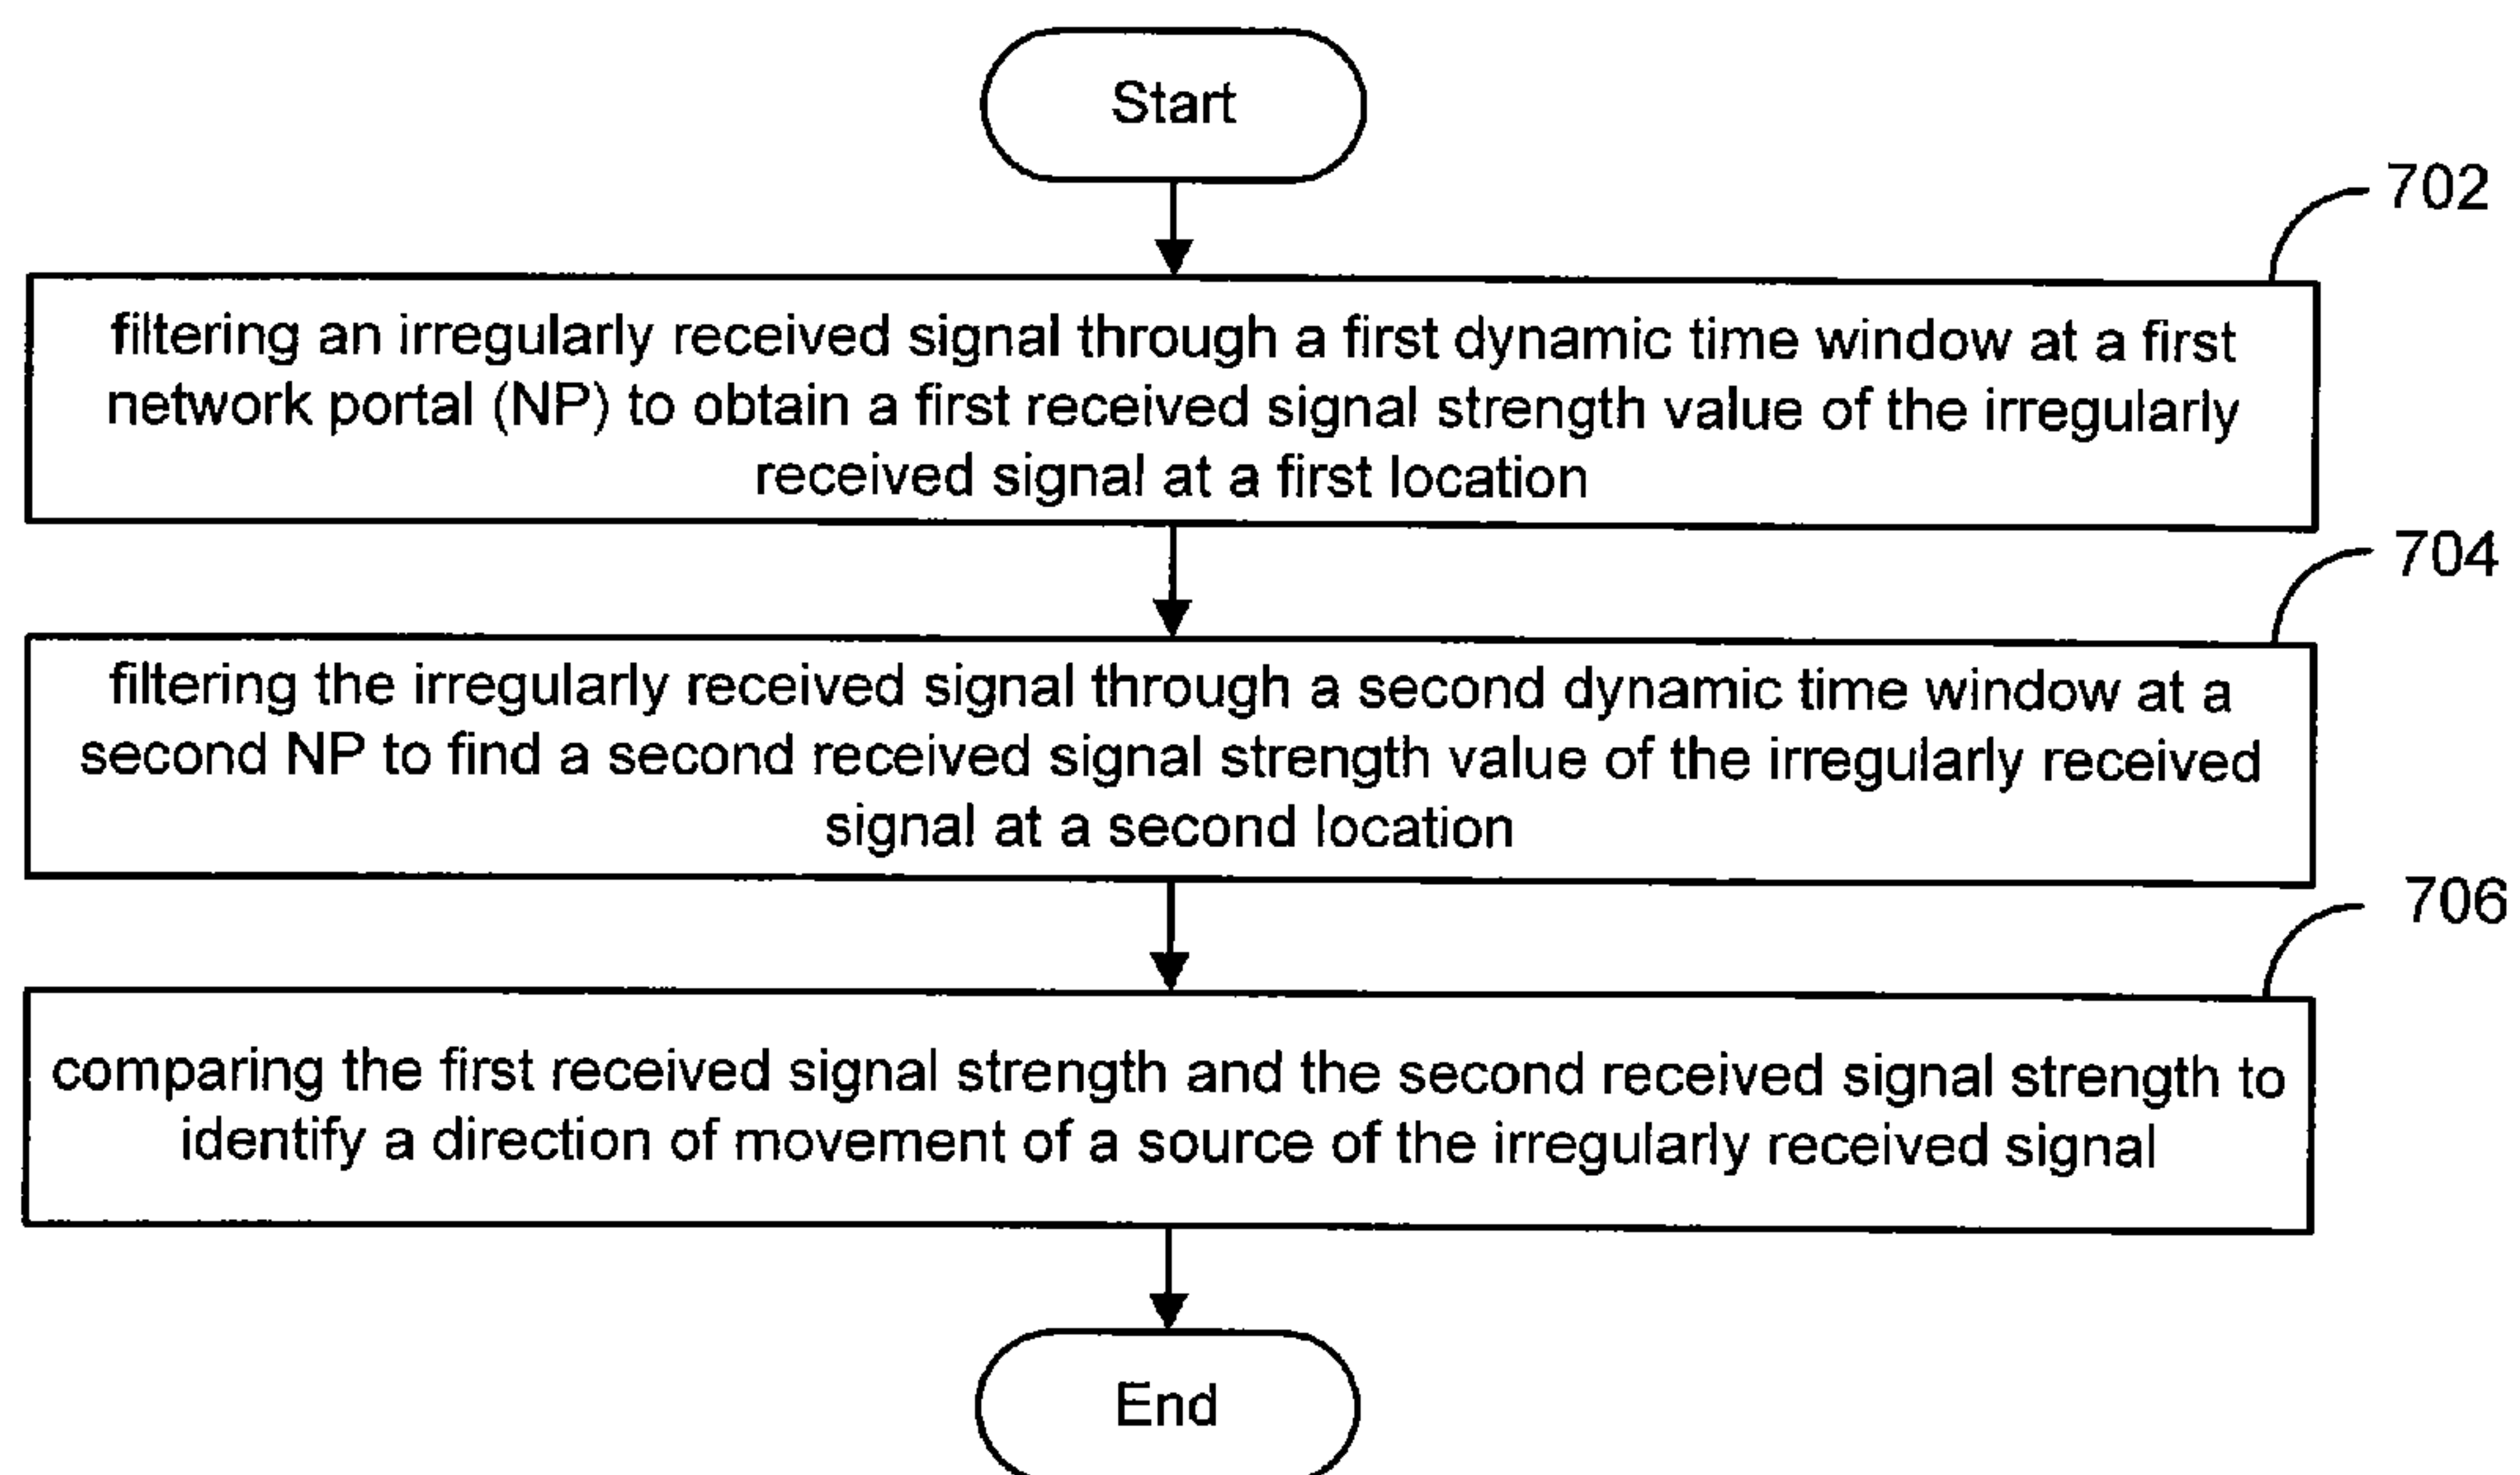 Start
702
filtering an irregularly received signal through a first dynamic time window at a first
network portal (NP) to obtain a first received signal strength value of the irregularly
received signal at a first location
704
filtering the irregularly received signal through a second dynamic time window at a
second NP to find a second received signal strength value of the irregularly received
signal at a second location
706
comparing the first received signal strength and the second received signal strength to
identify a direction of movement of a source of the irregularly received signal
End